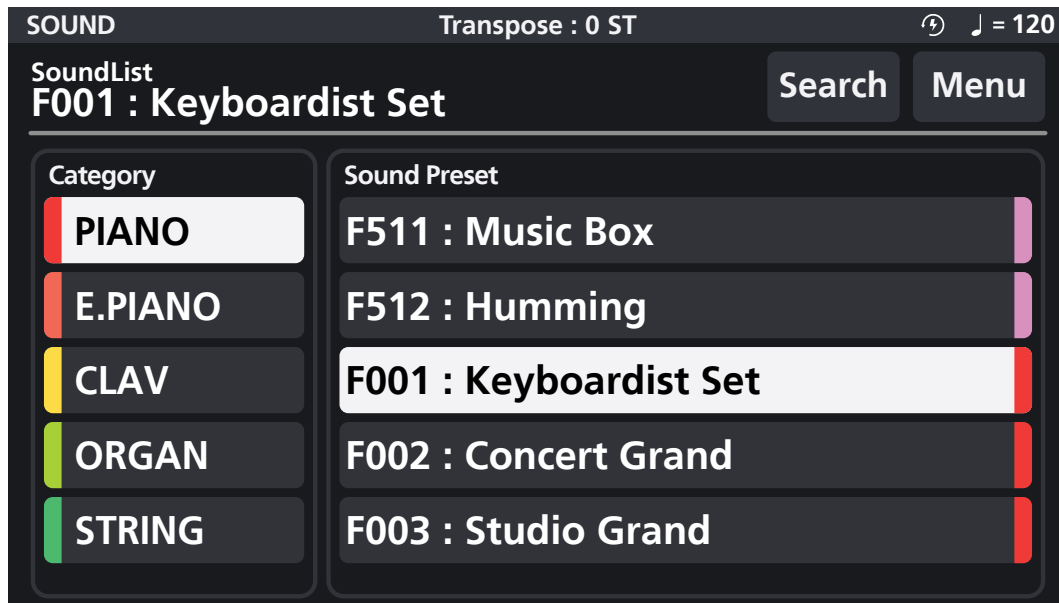 SOUND Transpose : 0 ST ♩ = 120
SoundList
F001 : Keyboardist Set
Search Menu
Category
PIANO
E.PIANO
CLAV
ORGAN
STRING
Sound Preset
F511 : Music Box
F512 : Humming
F001 : Keyboardist Set
F002 : Concert Grand
F003 : Studio Grand